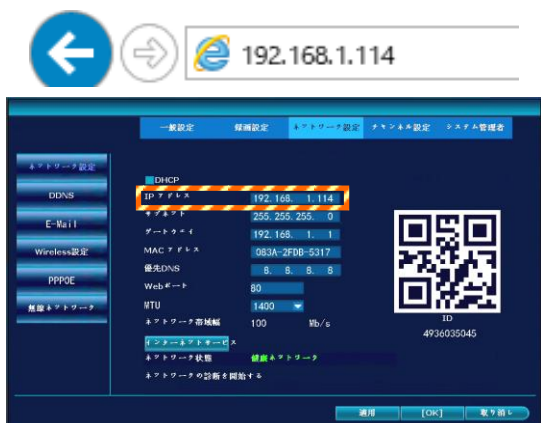 192.168.1.114
一般設定 録画設定 ネットワーク設定 チャンネル設定 システム管理者
ネットワーク設定
DDNS
E-Mail
Wireless設定
PPPOE
無線ネットワーク
DHCP
IPアドレス 192.168. 1.114
サブネット 255.255.255. 0
ゲートウェイ 192.168. 1. 1
MACアドレス 083A-2FDB-5317
優先DNS 8. 8. 8. 8
Webポート 80
MTU 1400
ネットワーク帯域幅 100 Mb/s
インターネットサービス
ネットワーク状態 健康ネットワーク
ネットワークの診断を開始する
ID
4936035045
適用 [OK] 取り消し